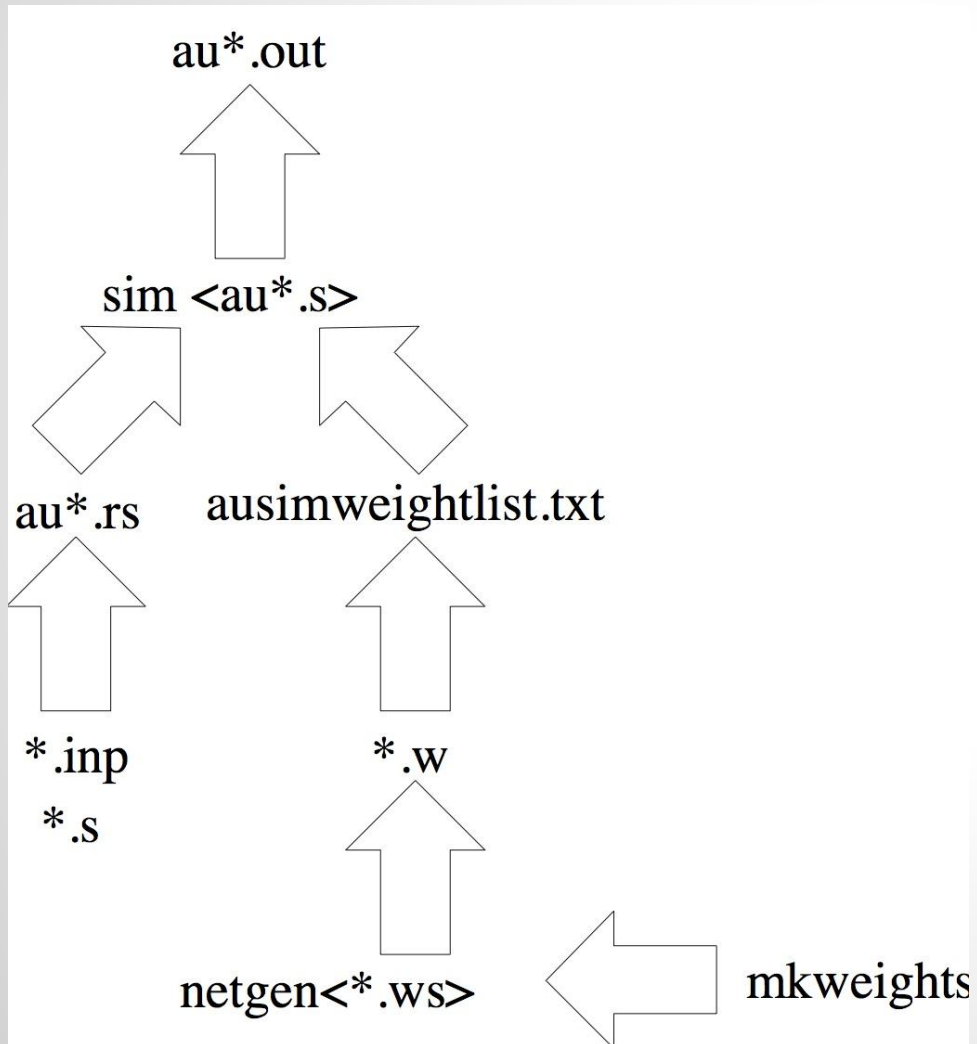 au*.out
sim <au*.s>
au*.rs
ausimweightlist.txt
*.inp
*.s
*.w
netgen<*.ws>
mkweights